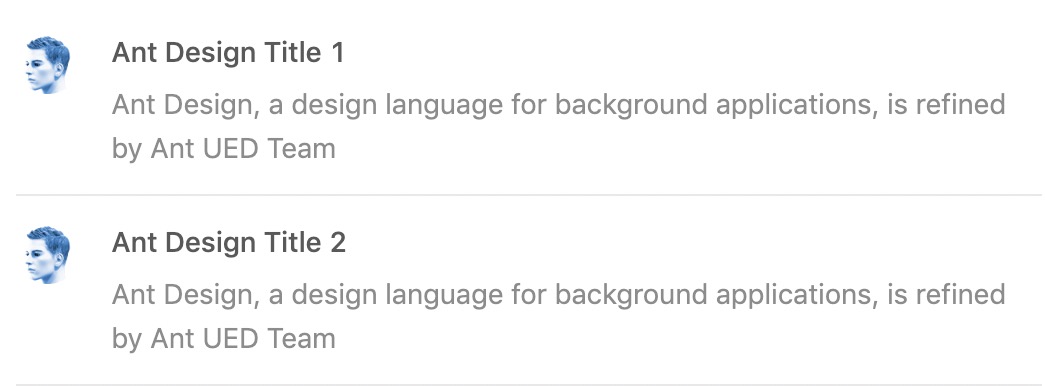 Ant Design Title 1
Ant Design, a design language for background applications, is refined
by Ant UED Team
Ant Design Title 2
Ant Design, a design language for background applications, is refined
by Ant UED Team